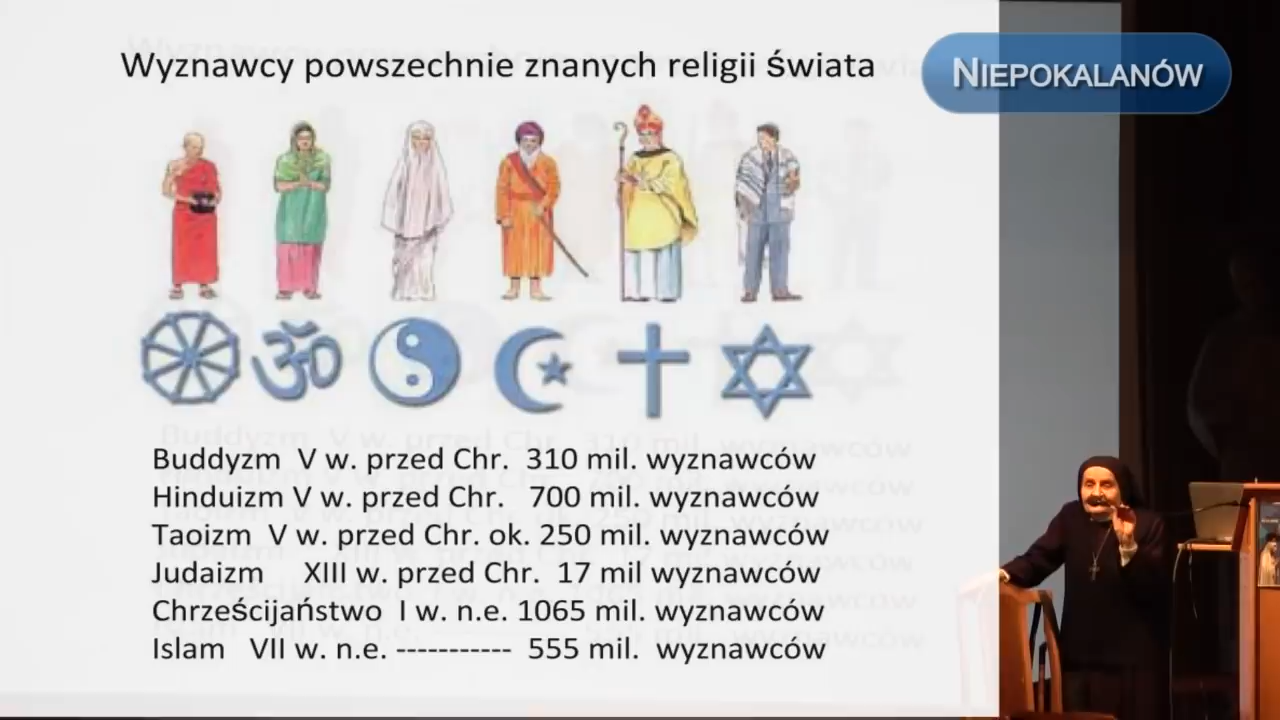 Wyznawcy powszechnie znanych religii świata
NIEPOKALANÓW
Buddyzm V w. przed Chr. 310 mil. wyznawców
Hinduizm V w. przed Chr. 700 mil. wyznawców
Taoizm V w. przed Chr. ok. 250 mil. wyznawców
Judaizm XIII w. przed Chr. 17 mil wyznawców
Chrześcijaństwo I w. n.e. 1065 mil. wyznawców
Islam VII w. n.e. ----------- 555 mil. wyznawców